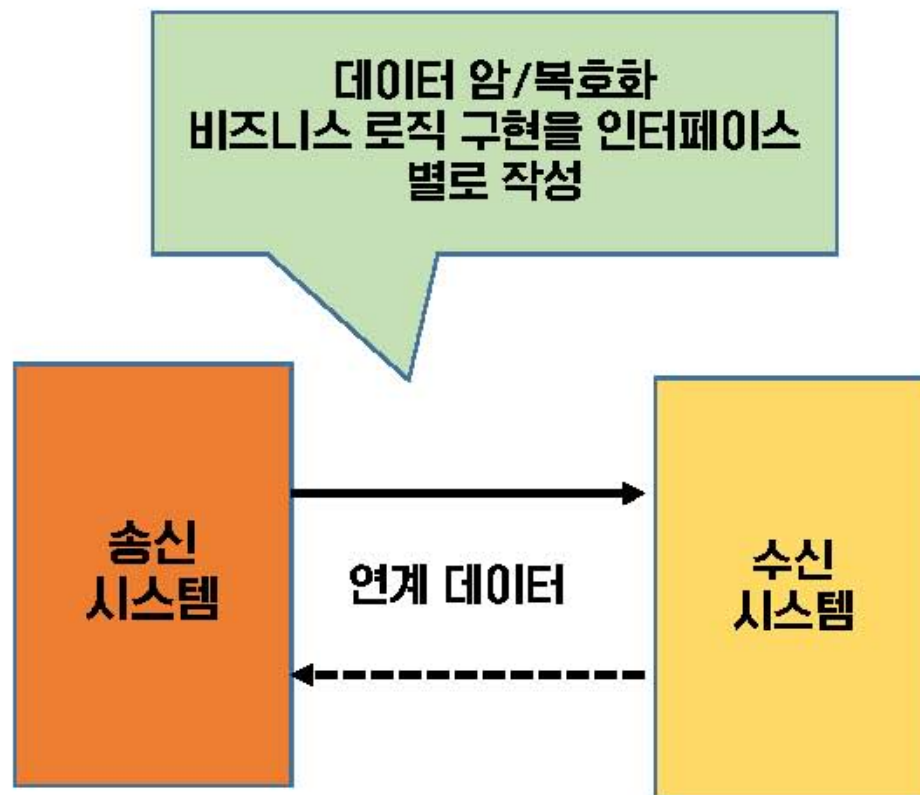 데이터 암/복호화
비즈니스 로직 구현을 인터페이스
별로 작성
송신
시스템
연계 데이터
수신
시스템